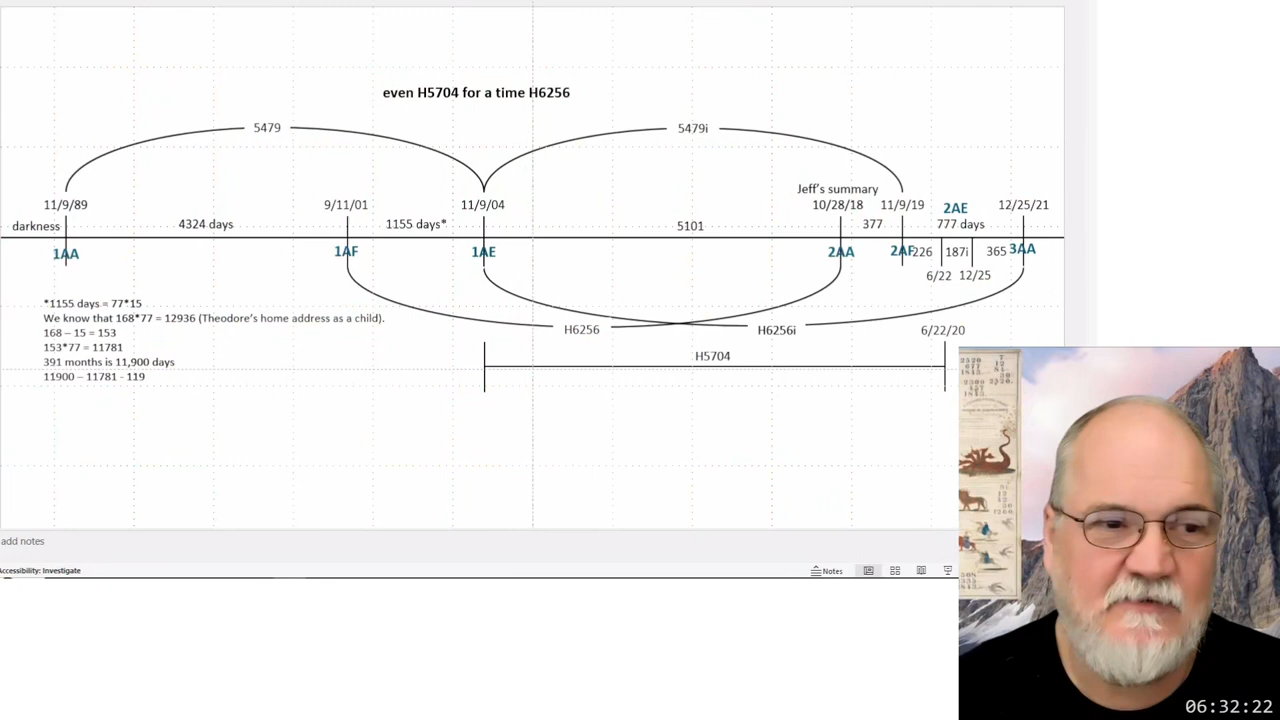 even H5704 for a time H6256
5479
5479i
Jeff's summary
11/9/89
9/11/01
11/9/04
10/28/18
11/9/19
2AE
12/25/21
darkness
4324 days
1155 days*
5101
377
777 days
1AA
1AF
1AE
2AA
2AF
226
187i
365
3AA
6/22
12/25
*1155 days = 77*15
We know that 168*77 = 12936 (Theodore's home address as a child).
168 – 15 = 153
153*77 = 11781
391 months is 11,900 days
11900 – 11781 - 119
H6256
H6256i
6/22/20
H5704
add notes
Accessibility: Investigate
Notes
06:32:22